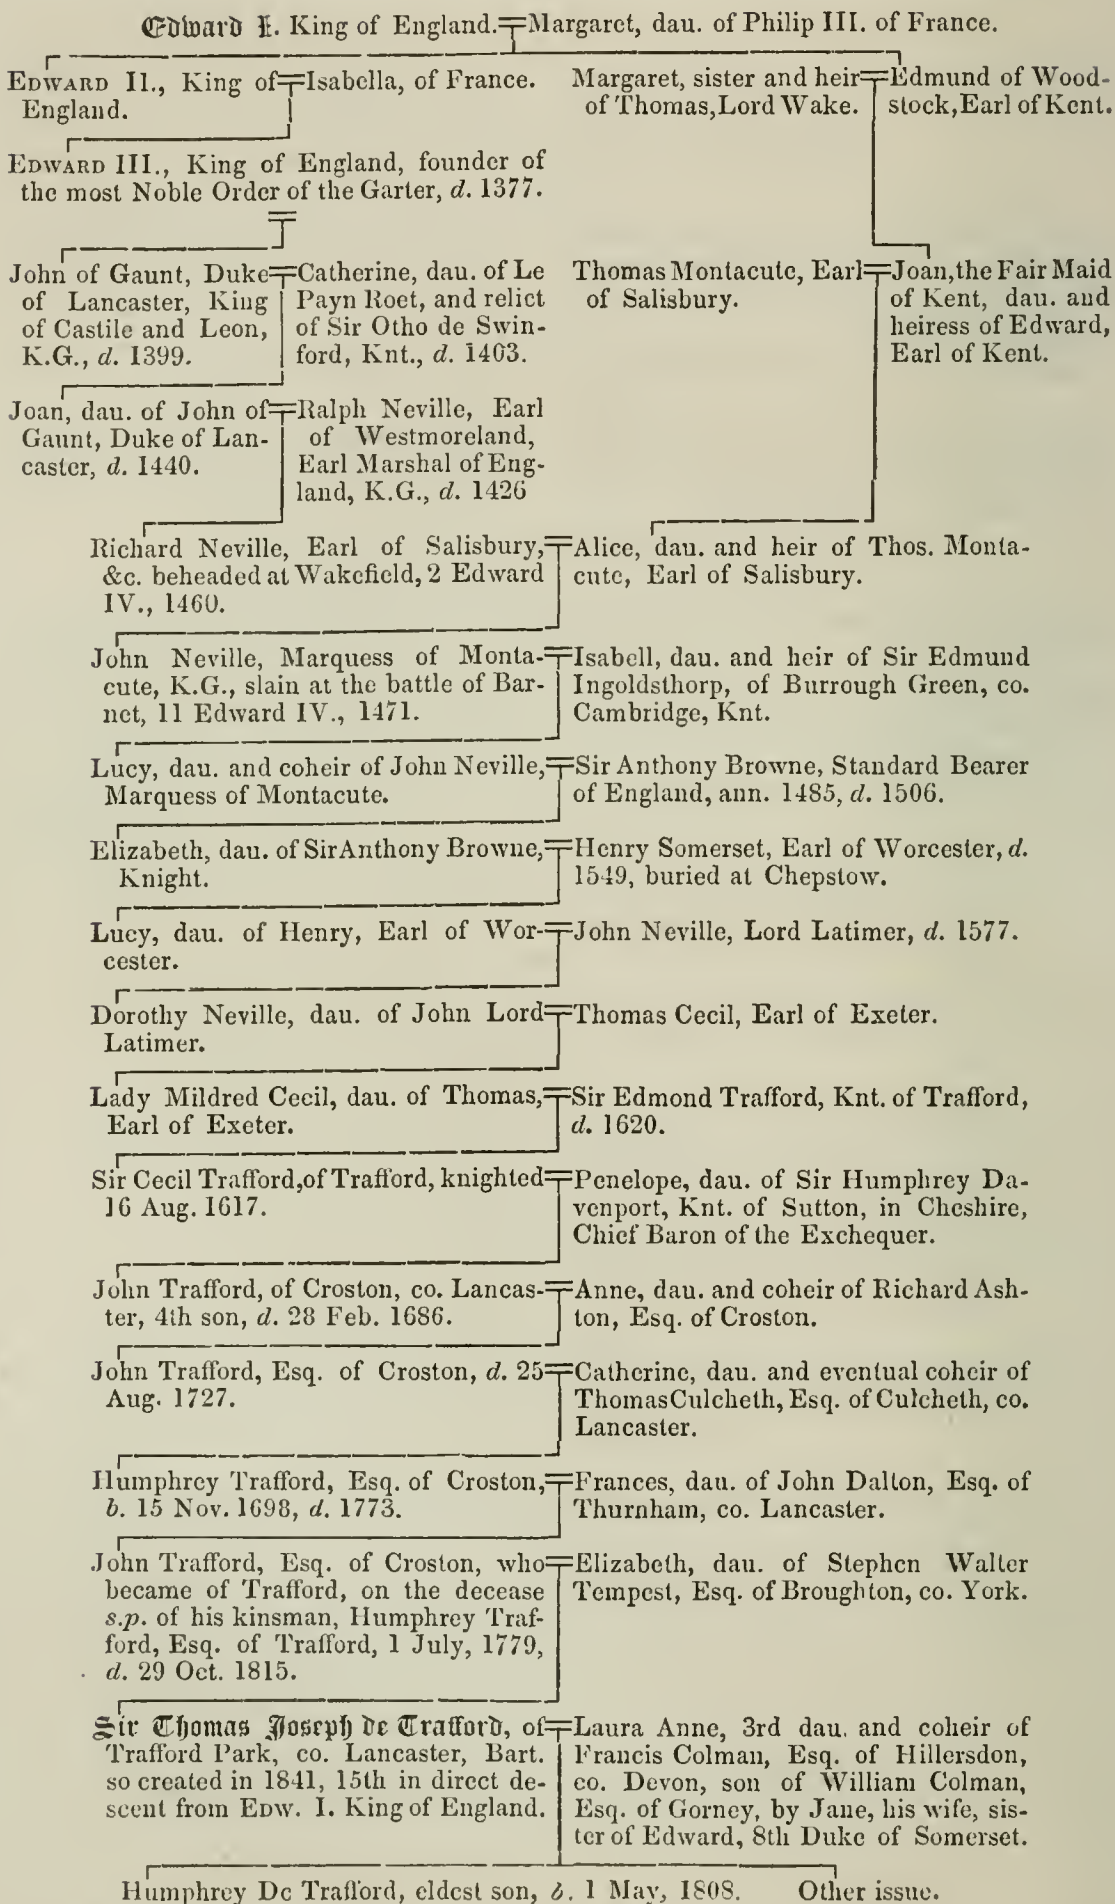 Edward I. King of England.=Margaret, dau. of Philip III. of France.
EDWARD II., King of=Isabella, of France.
England.
Margaret, sister and heir=Edmund of Wood-
of Thomas, Lord Wake. stock, Earl of Kent.
EDWARD III., King of England, founder of
the most Noble Order of the Garter, d. 1377.
=
John of Gaunt, Duke=Catherine, dau. of Le
of Lancaster, King Payn Roet, and relict
of Castile and Leon, of Sir Otho de Swin-
K.G., d. 1399. ford, Knt., d. 1403.
Thomas Montacute, Earl=Joan, the Fair Maid
of Salisbury. of Kent, dau. and
heiress of Edward,
Earl of Kent.
Joan, dau. of John of=Ralph Neville, Earl
Gaunt, Duke of Lan- of Westmoreland,
caster, d. 1440. Earl Marshal of Eng-
land, K.G., d. 1426
Richard Neville, Earl of Salisbury,=Alice, dau. and heir of Thos. Monta-
&c. beheaded at Wakefield, 2 Edward cute, Earl of Salisbury.
IV., 1460.
John Neville, Marquess of Monta-=Isabell, dau. and heir of Sir Edmund
cute, K.G., slain at the battle of Bar- Ingoldsthorp, of Burrough Green, co.
net, 11 Edward IV., 1471. Cambridge, Knt.
Lucy, dau. and coheir of John Neville,=Sir Anthony Browne, Standard Bearer
Marquess of Montacute. of England, ann. 1485, d. 1506.
Elizabeth, dau. of Sir Anthony Browne,=Henry Somerset, Earl of Worcester, d.
Knight. 1549, buried at Chepstow.
Lucy, dau. of Henry, Earl of Wor-=John Neville, Lord Latimer, d. 1577.
cester.
Dorothy Neville, dau. of John Lord=Thomas Cecil, Earl of Exeter.
Latimer.
Lady Mildred Cecil, dau. of Thomas,=Sir Edmond Trafford, Knt. of Trafford,
Earl of Exeter. d. 1620.
Sir Cecil Trafford, of Trafford, knighted=Penelope, dau. of Sir Humphrey Da-
16 Aug. 1617. venport, Knt. of Sutton, in Cheshire,
Chief Baron of the Exchequer.
John Trafford, of Croston, co. Lancas-=Anne, dau. and coheir of Richard Ash-
ter, 4th son, d. 28 Feb. 1686. ton, Esq. of Croston.
John Trafford, Esq. of Croston, d. 25=Catherine, dau. and eventual coheir of
Aug. 1727. Thomas Culcheth, Esq. of Culcheth, co.
Lancaster.
Humphrey Trafford, Esq. of Croston,=Frances, dau. of John Dalton, Esq. of
b. 15 Nov. 1698, d. 1773. Thurnham, co. Lancaster.
John Trafford, Esq. of Croston, who=Elizabeth, dau. of Stephen Walter
became of Trafford, on the decease Tempest, Esq. of Broughton, co. York.
s.p. of his kinsman, Humphrey Traf-
ford, Esq. of Trafford, 1 July, 1779,
d. 29 Oct. 1815.
Sir Thomas Joseph de Trafford, of=Laura Anne, 3rd dau. and coheir of
Trafford Park, co. Lancaster, Bart. Francis Colman, Esq. of Hillersdon,
so created in 1841, 15th in direct de- co. Devon, son of William Colman,
scent from EDW. I. King of England. Esq. of Gorney, by Jane, his wife, sis-
ter of Edward, 8th Duke of Somerset.
Humphrey De Trafford, eldest son, b. 1 May, 1808. Other issue.